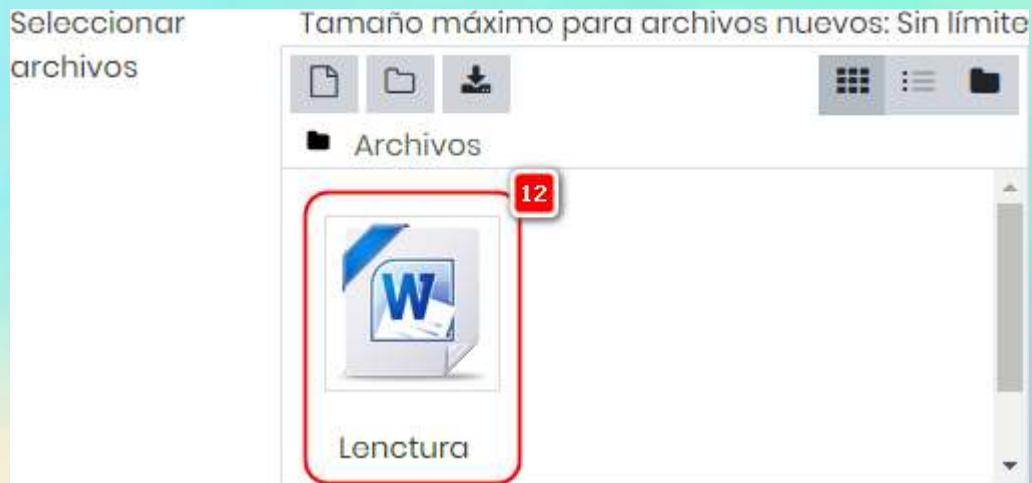 Seleccionar archivos
Tamaño máximo para archivos nuevos: Sin límite
Archivos
12
W
Lenctura